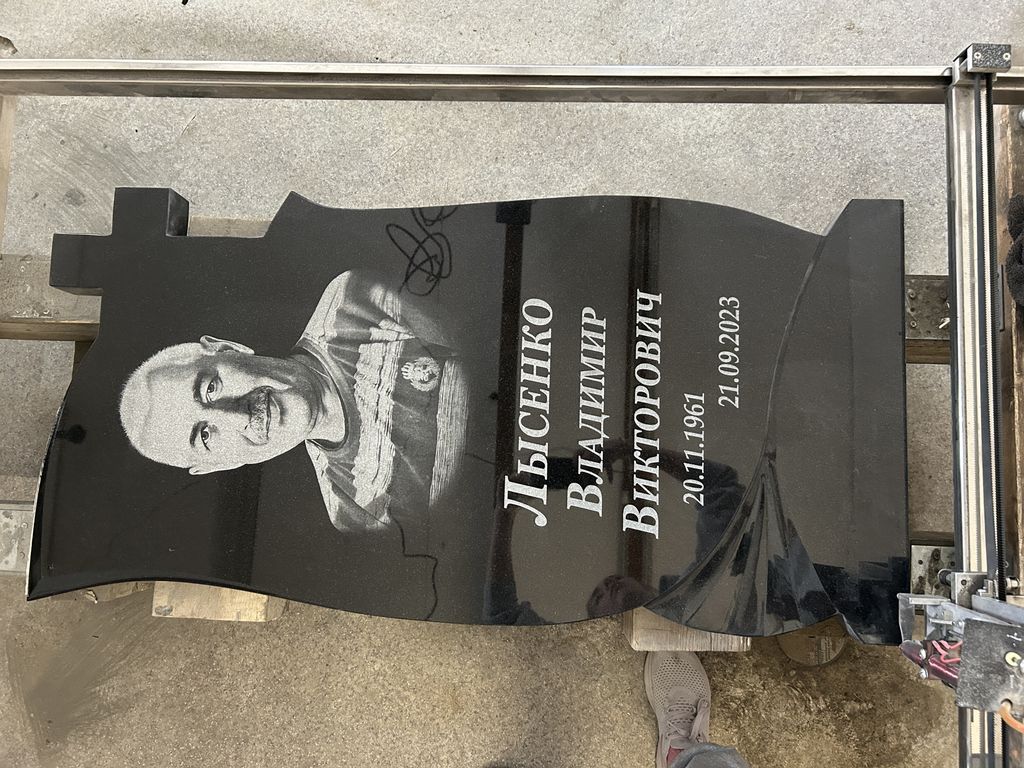 Лысенко
Владимир
Викторович
20.11.1961
21.09.2023